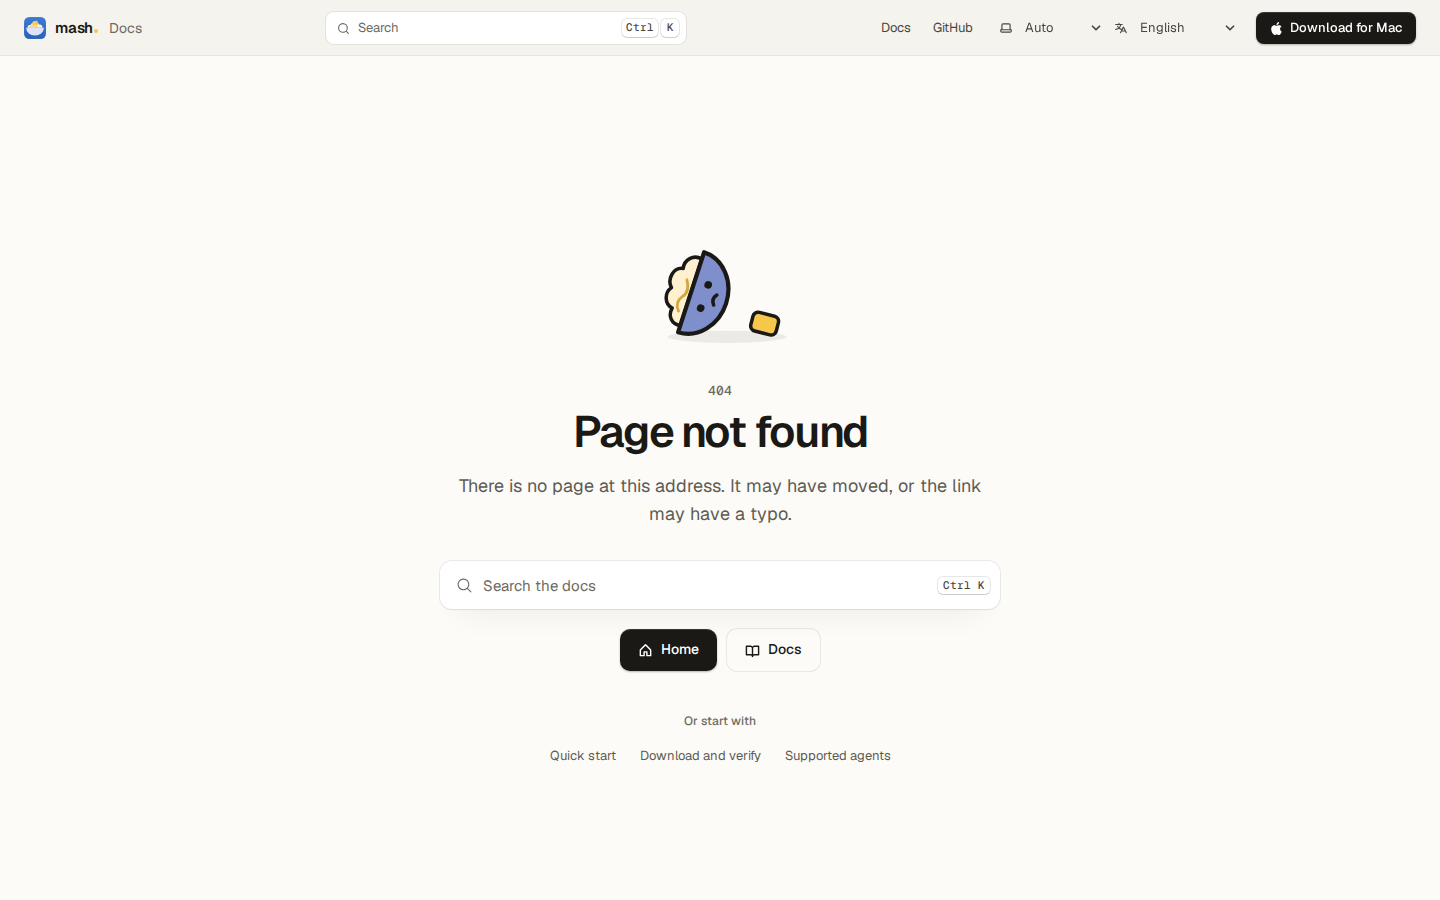 mash. Docs
Search Ctrl K
Docs GitHub Auto English Download for Mac
404
Page not found
There is no page at this address. It may have moved, or the link
may have a typo.
Search the docs Ctrl K
Home Docs
Or start with
Quick start Download and verify Supported agents